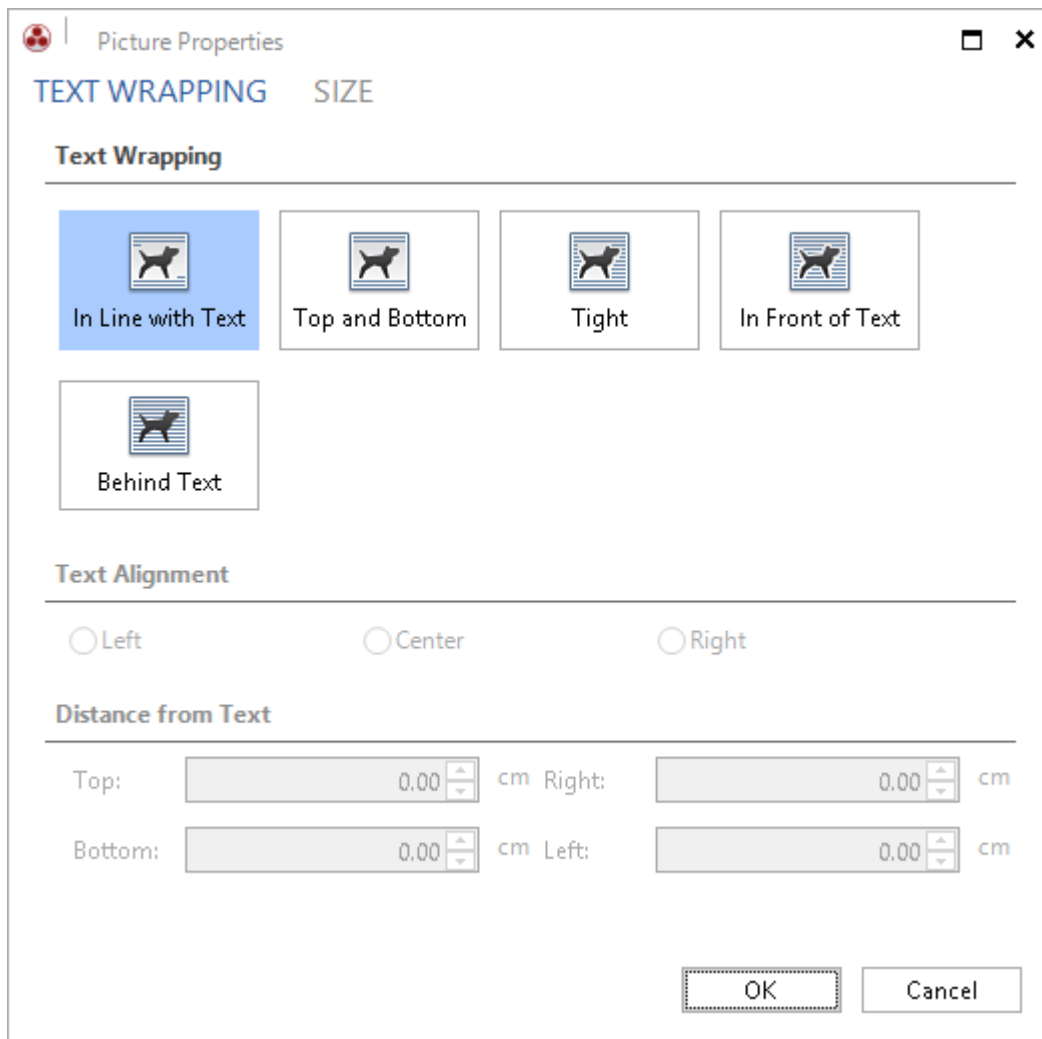 Picture Properties
TEXT WRAPPING SIZE
Text Wrapping
In Line with Text Top and Bottom Tight In Front of Text
Behind Text
Text Alignment
Left Center Right
Distance from Text
Top: 0.00 cm Right: 0.00 cm
Bottom: 0.00 cm Left: 0.00 cm
OK Cancel